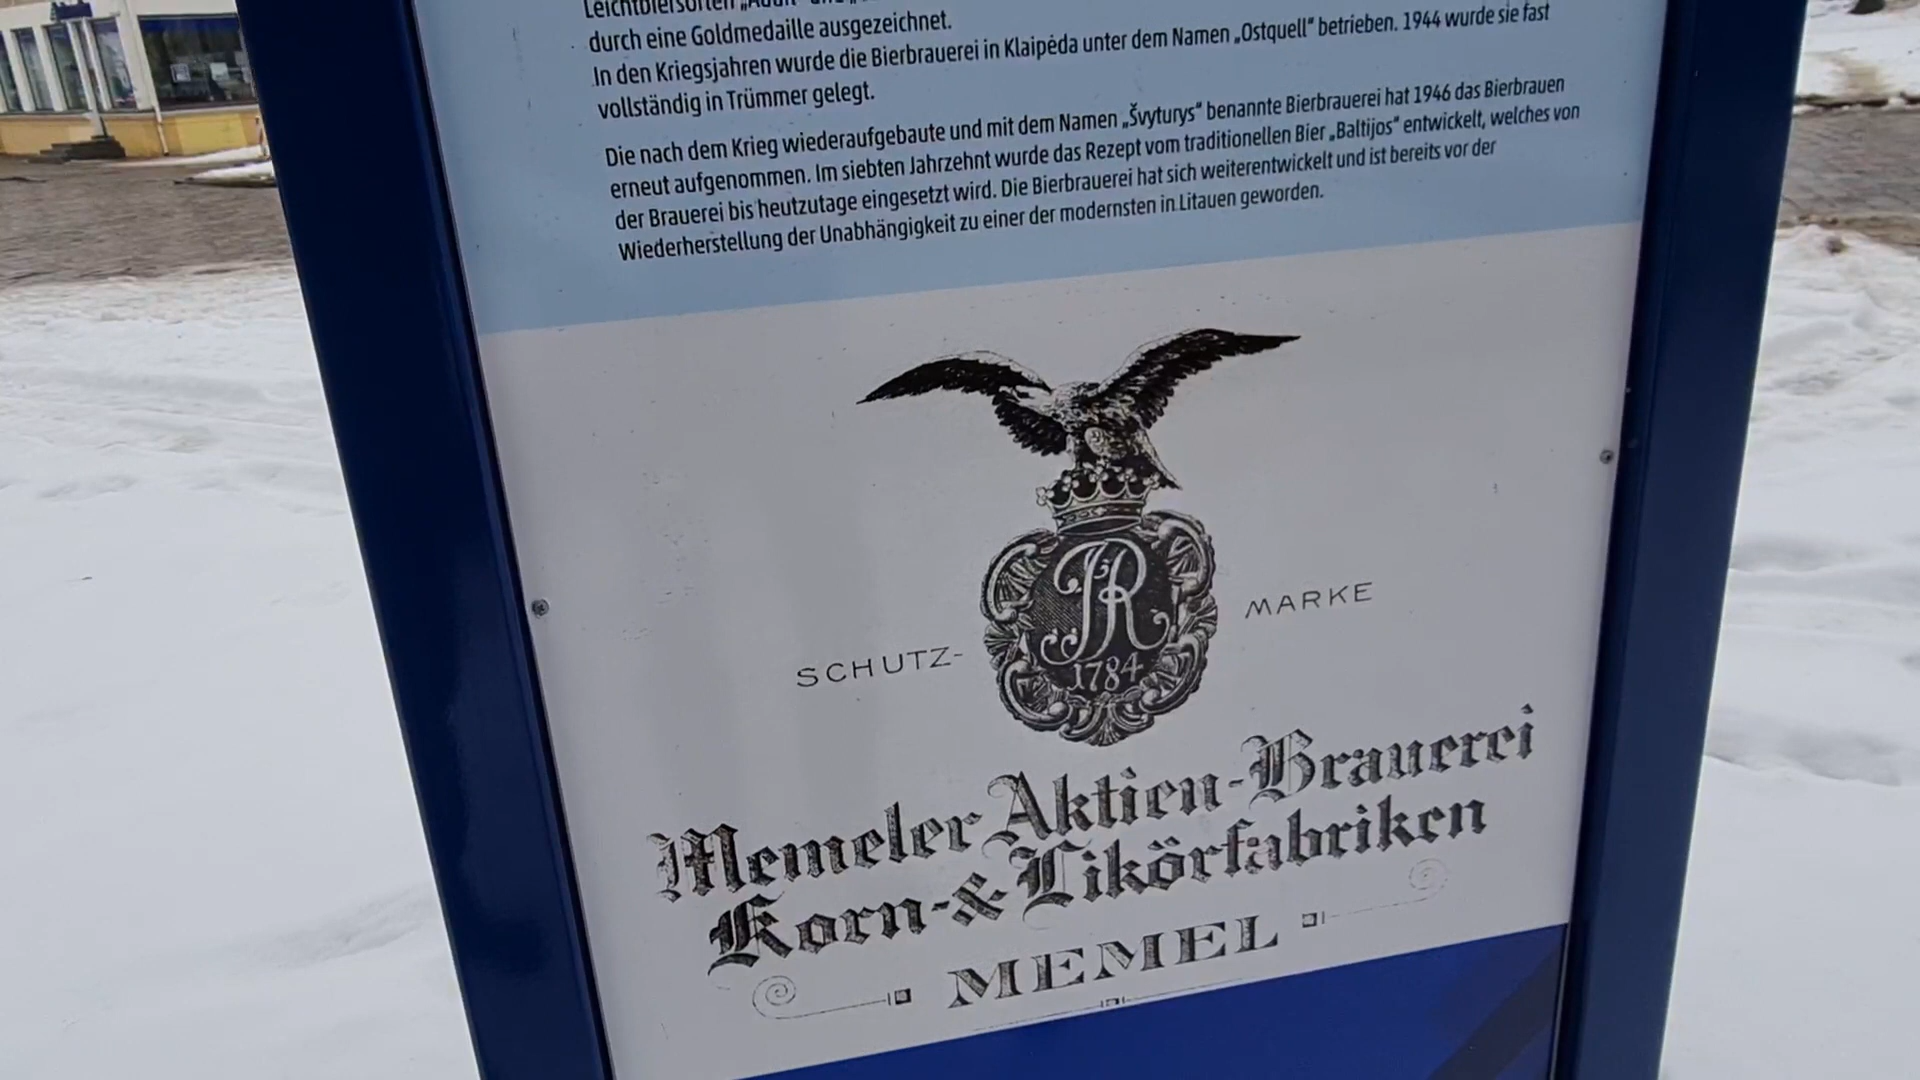 Leichtbiersorten
durch eine Goldmedaille ausgezeichnet.
In den Kriegsjahren wurde die Bierbrauerei in Klaipėda unter dem Namen „Ostquell“ betrieben. 1944 wurde sie fast
vollständig in Trümmer gelegt.
Die nach dem Krieg wiederaufgebaute und mit dem Namen „Švyturys“ benannte Bierbrauerei hat 1946 das Bierbrauen
erneut aufgenommen. Im siebten Jahrzehnt wurde das Rezept vom traditionellen Bier „Baltijos“ entwickelt, welches von
der Brauerei bis heutzutage eingesetzt wird. Die Bierbrauerei hat sich weiterentwickelt und ist bereits vor der
Wiederherstellung der Unabhängigkeit zu einer der modernsten in Litauen geworden.
JR
1784
SCHUTZ- MARKE
Memeler Aktien-Brauerei
Korn- & Likörfabriken
MEMEL